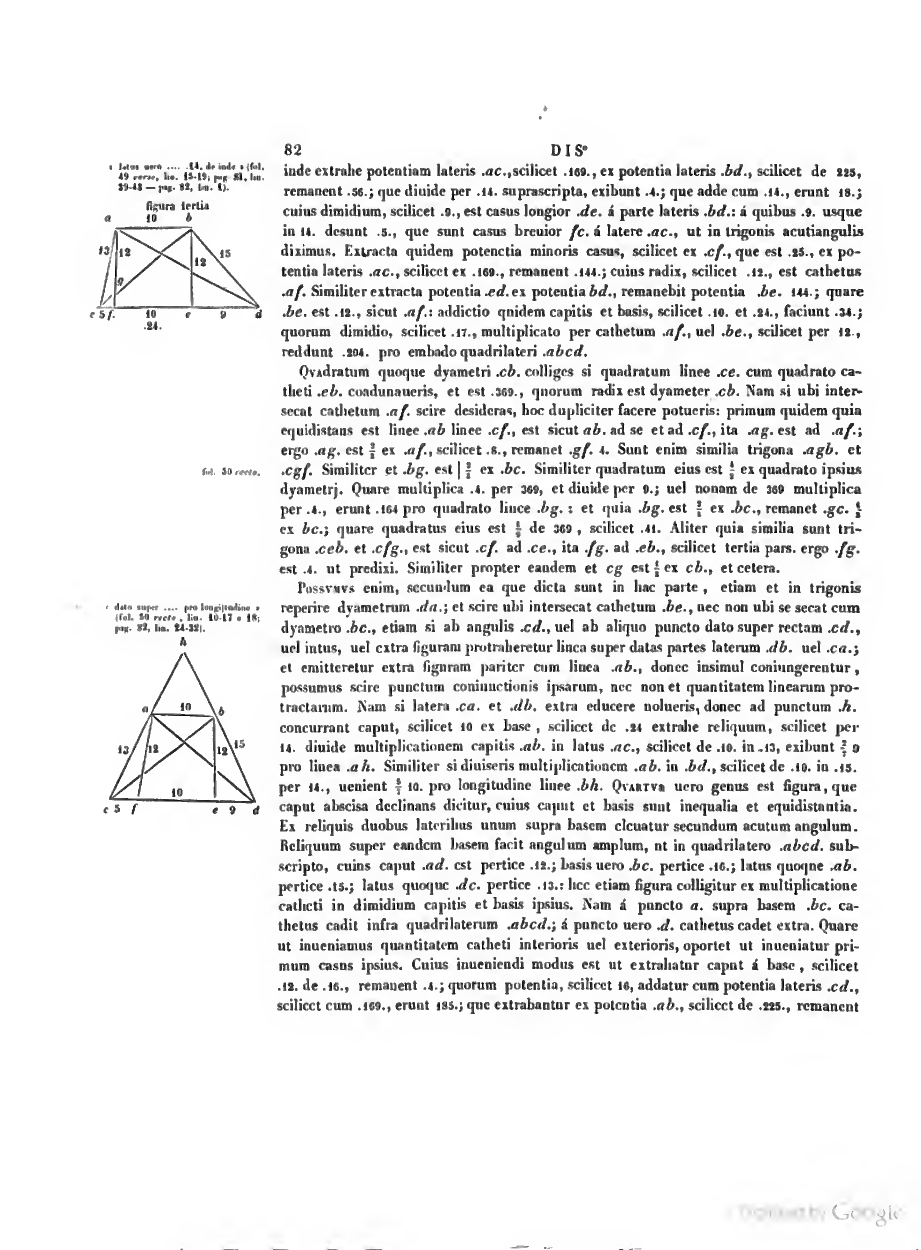 82 DISº
« latus uero .... .14, de inde » (fol.
49 verso, lin. 15-19; pag. 81, lin.
39-43 — pag. 82, lin. 1).
figura tertia
a 10 b
13 12 12 15
9
c 5 f. 10 e 9 d
.24.
inde extrahe potentiam lateris .ac., scilicet .169., ex potentia lateris .bd., scilicet de 225,
remanent .56.; que diuide per .14. suprascripta, exibunt .4.; que adde cum .14., erunt 18.;
cuius dimidium, scilicet .9., est casus longior .de. á parte lateris .bd.: á quibus .9. usque
in 14. desunt .5., que sunt casus breuior fc. á latere .ac., ut in trigonis acutiangulis
diximus. Extracta quidem potenctia minoris casus, scilicet ex .cf., que est .25., ex po-
tentia lateris .ac., scilicet ex .169., remanent .144.; cuius radix, scilicet .12., est cathetus
.af. Similiter extracta potentia .ed. ex potentia bd., remanebit potentia .be. 144.; quare
.be. est .12., sicut .af.: addictio quidem capitis et basis, scilicet .10. et .24., faciunt .34.;
quorum dimidio, scilicet .17., multiplicato per cathetum .af., uel .be., scilicet per 12.,
reddunt .204. pro embado quadrilateri .abcd.
QVADratum quoque dyametri .cb. colliges si quadratum linee .ce. cum quadrato ca-
theti .eb. coadunaueris, et est .369., quorum radix est dyameter .cb. Nam si ubi inter-
secat cathetum .af. scire desideras, hoc dupliciter facere potueris: primum quidem quia
equidistans est linee .ab linee .cf., est sicut ab. ad se et ad .cf., ita .ag. est ad .af.;
ergo .ag. est 2/3 ex .af., scilicet .8., remanet .gf. 4. Sunt enim similia trigona .agb. et
fol. 50 recto.
.cgf. Similiter et .bg. est | 2/3 ex .bc. Similiter quadratum eius est 4/9 ex quadrato ipsius
dyametrj. Quare multiplica .4. per 369, et diuide per 9.; uel nonam de 369 multiplica
per .4., erunt .164 pro quadrato linee .bg. : et quia .bg. est 2/3 ex .bc., remanet .gc. 1/3
ex bc.; quare quadratus eius est 1/9 de 369 , scilicet .41. Aliter quia similia sunt tri-
gona .ceb. et .cfg., est sicut .cf. ad .ce., ita .fg. ad .eb., scilicet tertia pars. ergo .fg.
est .4. ut predixi. Similiter propter eandem et cg est 1/3 ex cb., et cetera.
POSSVMVS enim, secundum ea que dicta sunt in hac parte , etiam et in trigonis
« dato super .... pro longi[tudine »
(fol. 50 recto , lin. 10-17 e 18;
pag. 82, lin. 24-32).
h
a 10 b
13 12 12 15
10
c 5 f e 9 d
reperire dyametrum .da.; et scire ubi intersecat cathetum .be., nec non ubi se secat cum
dyametro .bc., etiam si ab angulis .cd., uel ab aliquo puncto dato super rectam .cd.,
uel intus, uel extra figuram protraheretur linea super datas partes laterum .db. uel .ca.;
et emitteretur extra figuram pariter cum linea .ab., donec insimul coniungerentur ,
possumus scire punctum coniunctionis ipsarum, nec non et quantitatem linearum pro-
tractarum. Nam si latera .ca. et .db. extra educere nolueris, donec ad punctum .h.
concurrant caput, scilicet 10 ex base , scilicet de .24 extrahe reliquum, scilicet per
14. diuide multiplicationem capitis .ab. in latus .ac., scilicet de .10. in .13, exibunt 2/7 9
pro linea .ah. Similiter si diuiseris multiplicationem .ab. in .bd., scilicet de .10. in .15.
per 14., uenient 5/7 10. pro longitudine linee .bh. QVARTVM uero genus est figura, que
caput abscisa declinans dicitur, cuius caput et basis sunt inequalia et equidistantia.
Ex reliquis duobus lateribus unum supra basem eleuatur secundum acutum angulum.
Reliquum super eandem basem facit angulum amplum, ut in quadrilatero .abcd. sub-
scripto, cuius caput .ad. est pertice .12.; basis uero .bc. pertice .16.; latus quoque .ab.
pertice .15.; latus quoque .dc. pertice .13.: hec etiam figura colligitur ex multiplicatione
catheti in dimidium capitis et basis ipsius. Nam á puncto a. supra basem .bc. ca-
thetus cadit infra quadrilaterum .abcd.; á puncto uero .d. cathetus cadet extra. Quare
ut inueniamus quantitatem catheti interioris uel exterioris, oportet ut inueniatur pri-
mum casus ipsius. Cuius inueniendi modus est ut extrahatur caput á base , scilicet
.12. de .16., remanent .4.; quorum potentia, scilicet 16, addatur cum potentia lateris .cd.,
scilicet cum .169., erunt 185.; que extrahantur ex potentia .ab., scilicet de .225., remanent
Digitized by Google